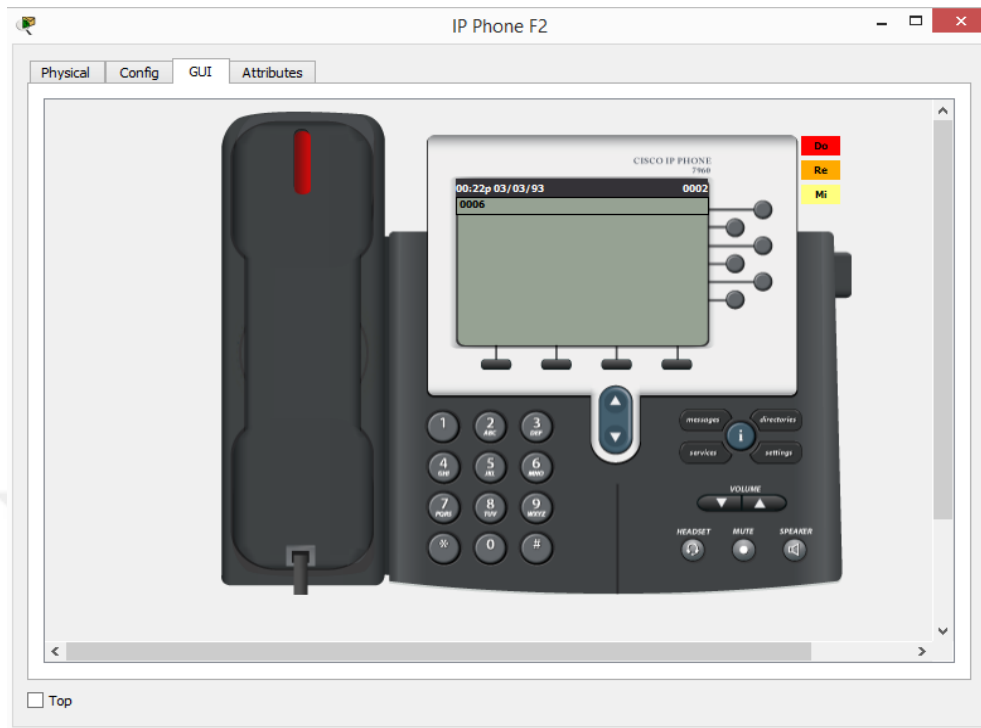 IP Phone F2
Physical Config GUI Attributes
CISCO IP PHONE
7960
Do
Re
Mi
00:22p 03/03/93 0002
0006
1 2 3
ABC DEF
4 5 6
GHI JKL MNO
7 8 9
PQRS TUV WXYZ
* 0 #
messages directories
i
services settings
VOLUME
HEADSET MUTE SPEAKER
Top